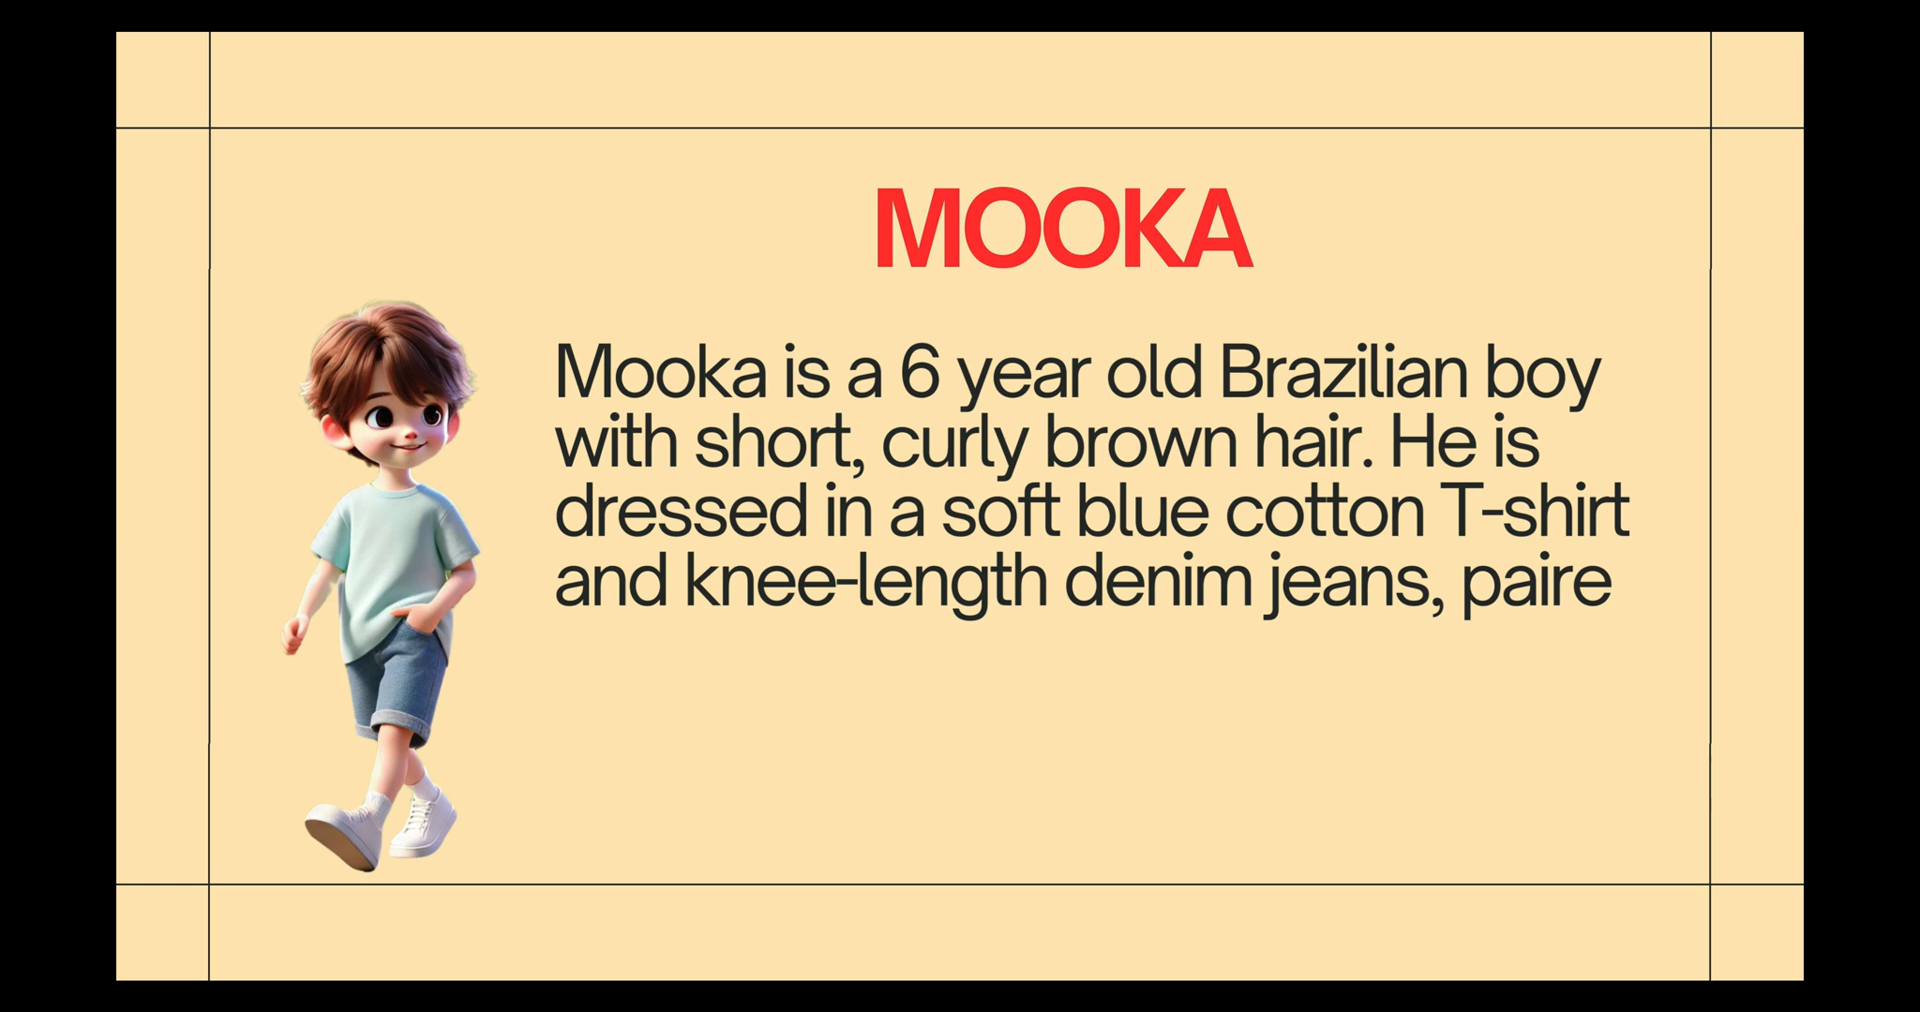 MOOKA
Mooka is a 6 year old Brazilian boy
with short, curly brown hair. He is
dressed in a soft blue cotton T-shirt
and knee-length denim jeans, paire